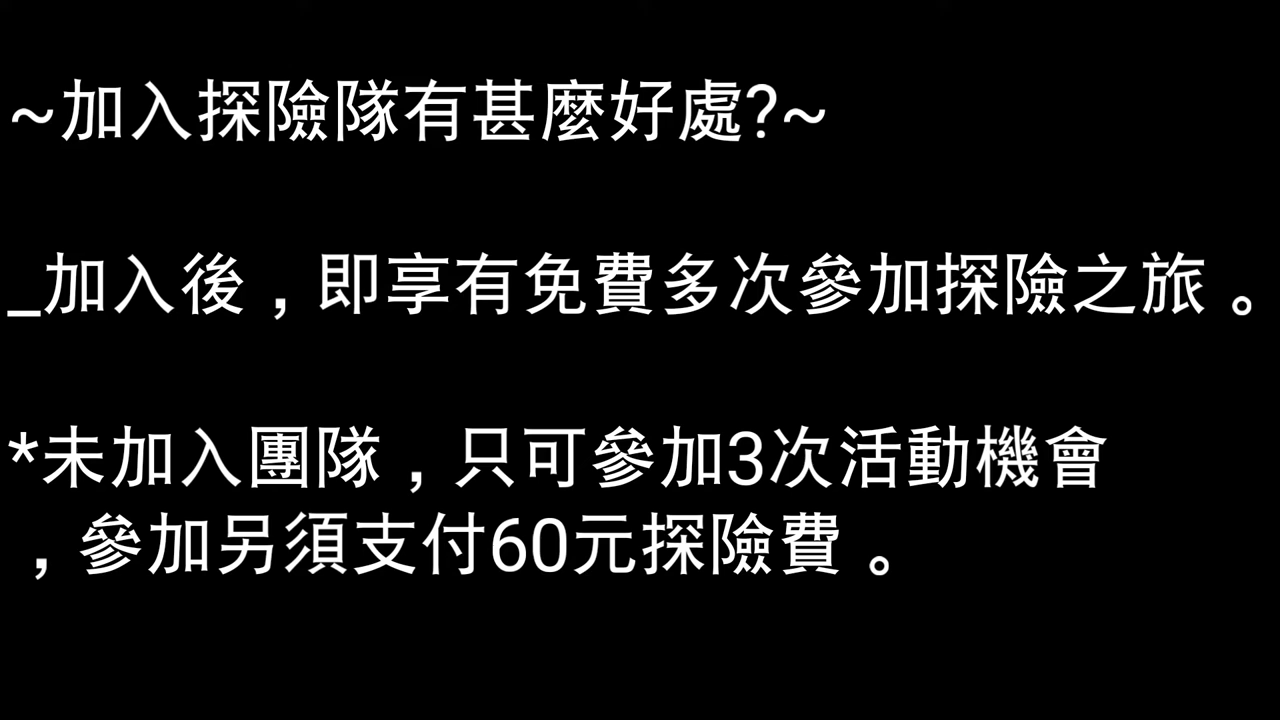 ~加入探險隊有甚麼好處?~
_加入後，即享有免費多次參加探險之旅。
*未加入團隊，只可參加3次活動機會
，參加另須支付60元探險費。